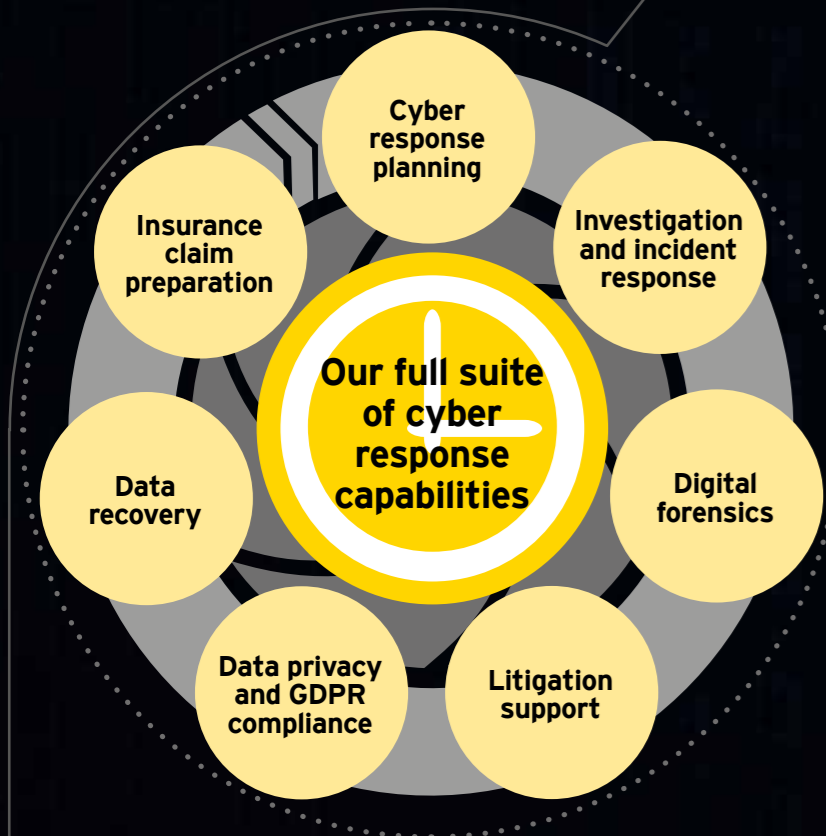 Cyber
response
planning
Investigation
and incident
response
Digital
forensics
Litigation
support
Data privacy
and GDPR
compliance
Data
recovery
Insurance
claim
preparation
Our full suite
of cyber
response
capabilities